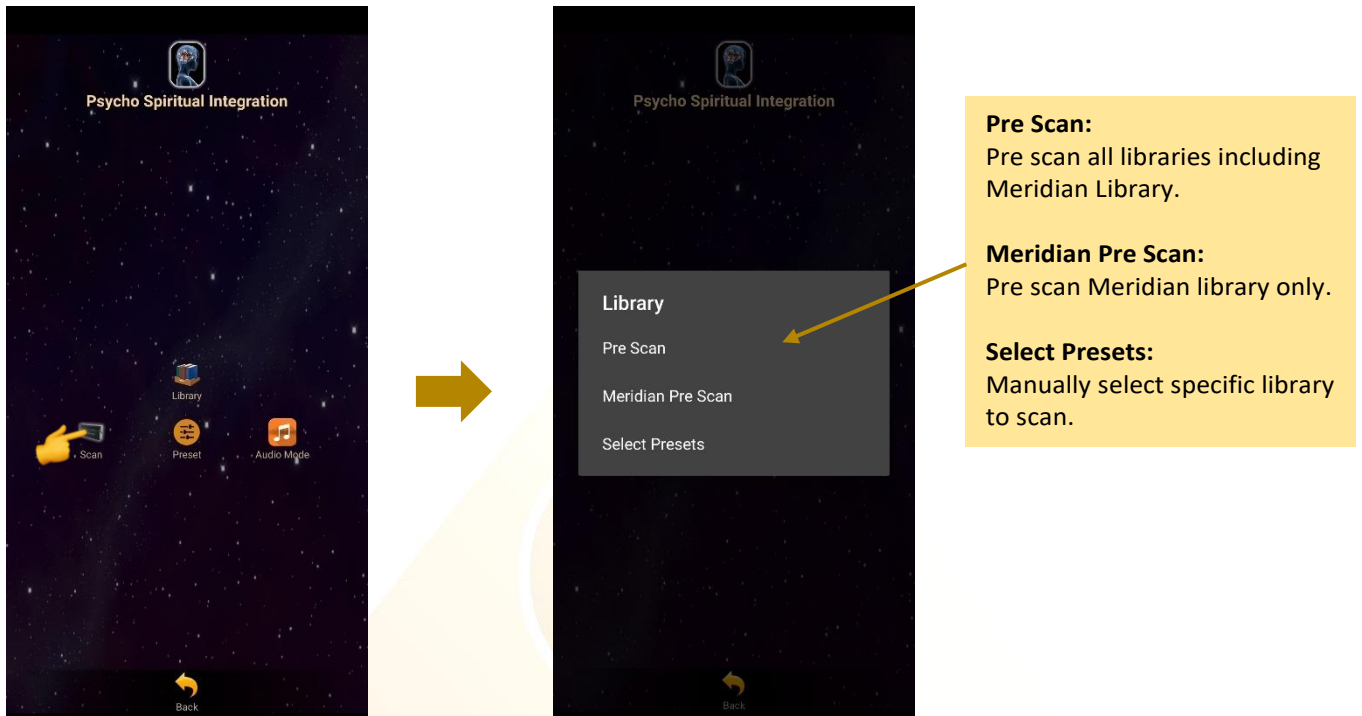 Psycho Spiritual Integration
Library
Scan
Preset
Audio Mode
Back
Psycho Spiritual Integration
Library
Pre Scan
Meridian Pre Scan
Select Presets
Back
Pre Scan:
Pre scan all libraries including
Meridian Library.
Meridian Pre Scan:
Pre scan Meridian library only.
Select Presets:
Manually select specific library
to scan.